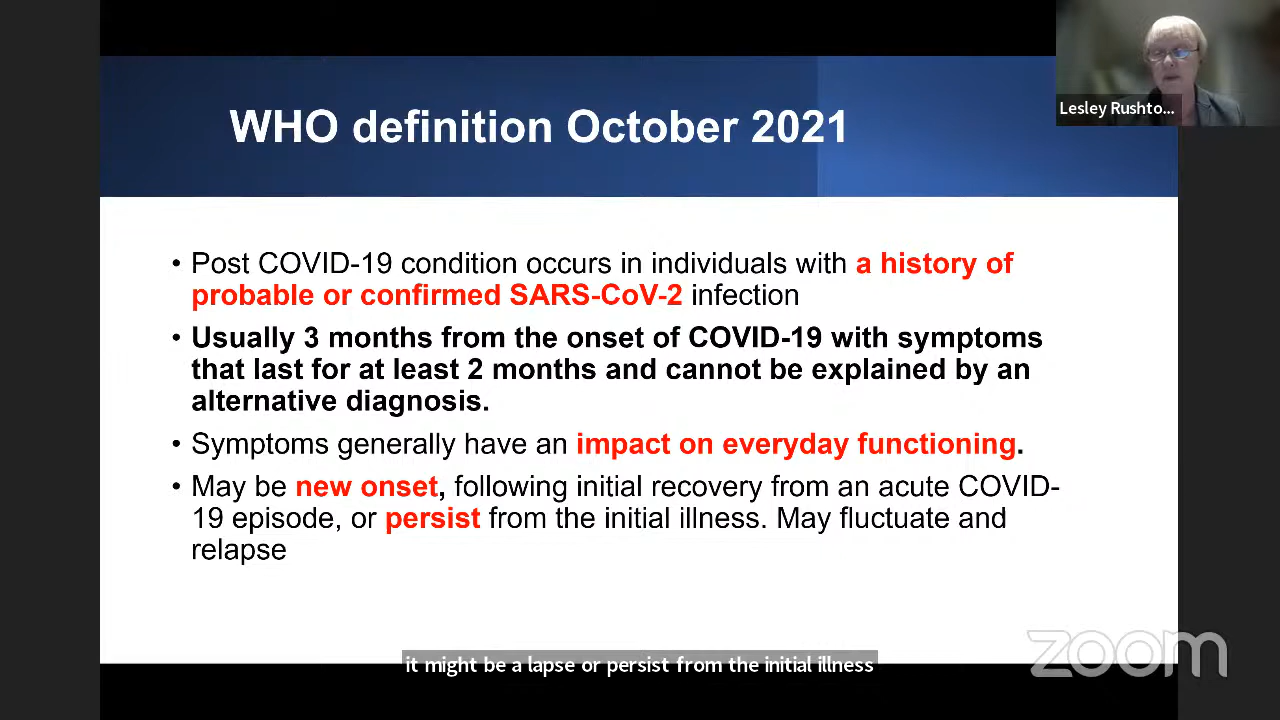 Lesley Rushto...
WHO definition October 2021
• Post COVID-19 condition occurs in individuals with a history of
probable or confirmed SARS-CoV-2 infection
• Usually 3 months from the onset of COVID-19 with symptoms
that last for at least 2 months and cannot be explained by an
alternative diagnosis.
• Symptoms generally have an impact on everyday functioning.
• May be new onset, following initial recovery from an acute COVID-
19 episode, or persist from the initial illness. May fluctuate and
relapse
it might be a lapse or persist from the initial illness
zoom